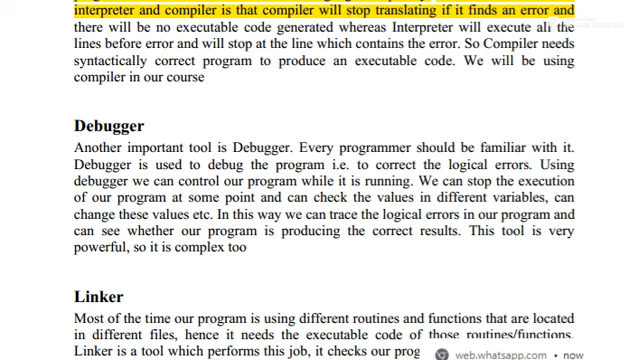 interpreter and compiler is that compiler will stop translating if it finds an error and
there will be no executable code generated whereas Interpreter will execute all the
lines before error and will stop at the line which contains the error. So Compiler needs
syntactically correct program to produce an executable code. We will be using
compiler in our course
Debugger
Another important tool is Debugger. Every programmer should be familiar with it.
Debugger is used to debug the program i.e. to correct the logical errors. Using
debugger we can control our program while it is running. We can stop the execution
of our program at some point and can check the values in different variables, can
change these values etc. In this way we can trace the logical errors in our program and
can see whether our program is producing the correct results. This tool is very
powerful, so it is complex too
Linker
Most of the time our program is using different routines and functions that are located
in different files, hence it needs the executable code of those routines/functions.
Linker is a tool which performs this job, it checks our prog
web.whatsapp.com • now